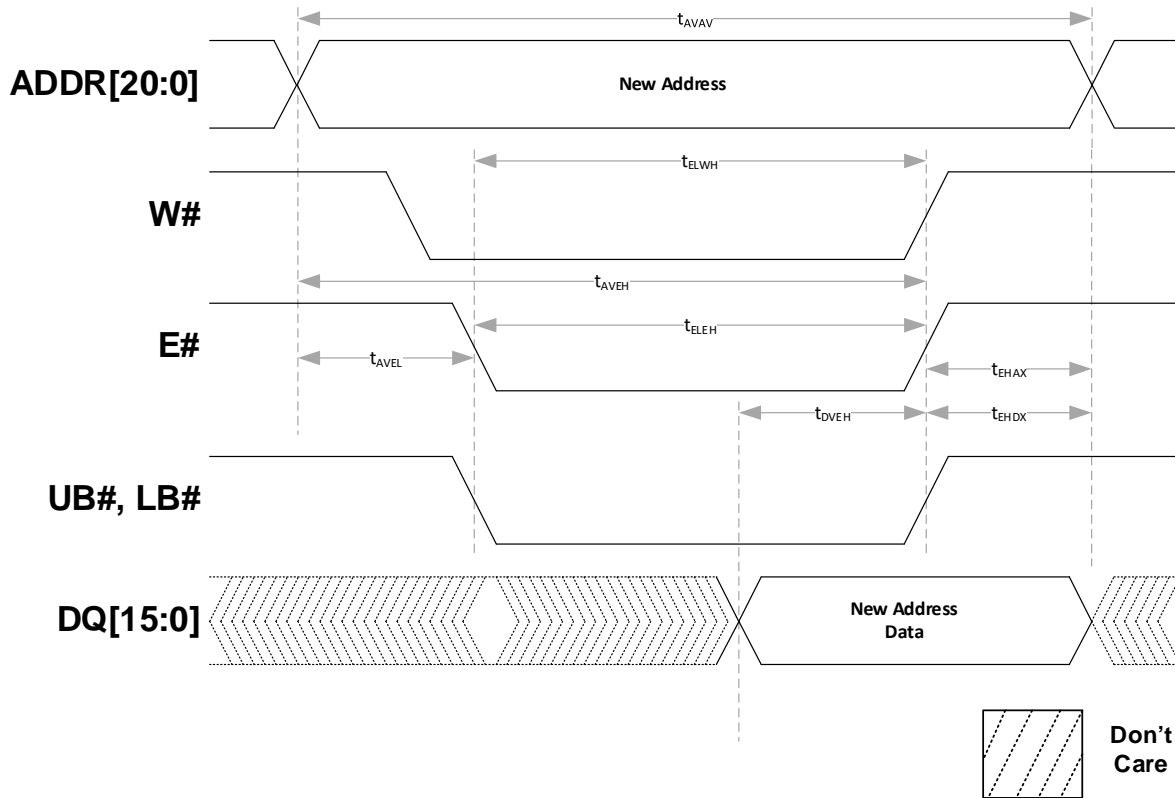 tAVAV
ADDR[20:0]
New Address
tELWH
W#
tAVEH
tELEH
E#
tAVEL
tEHAX
tDVEH
tEHDX
UB#, LB#
DQ[15:0]
New Address
Data
Don't
Care